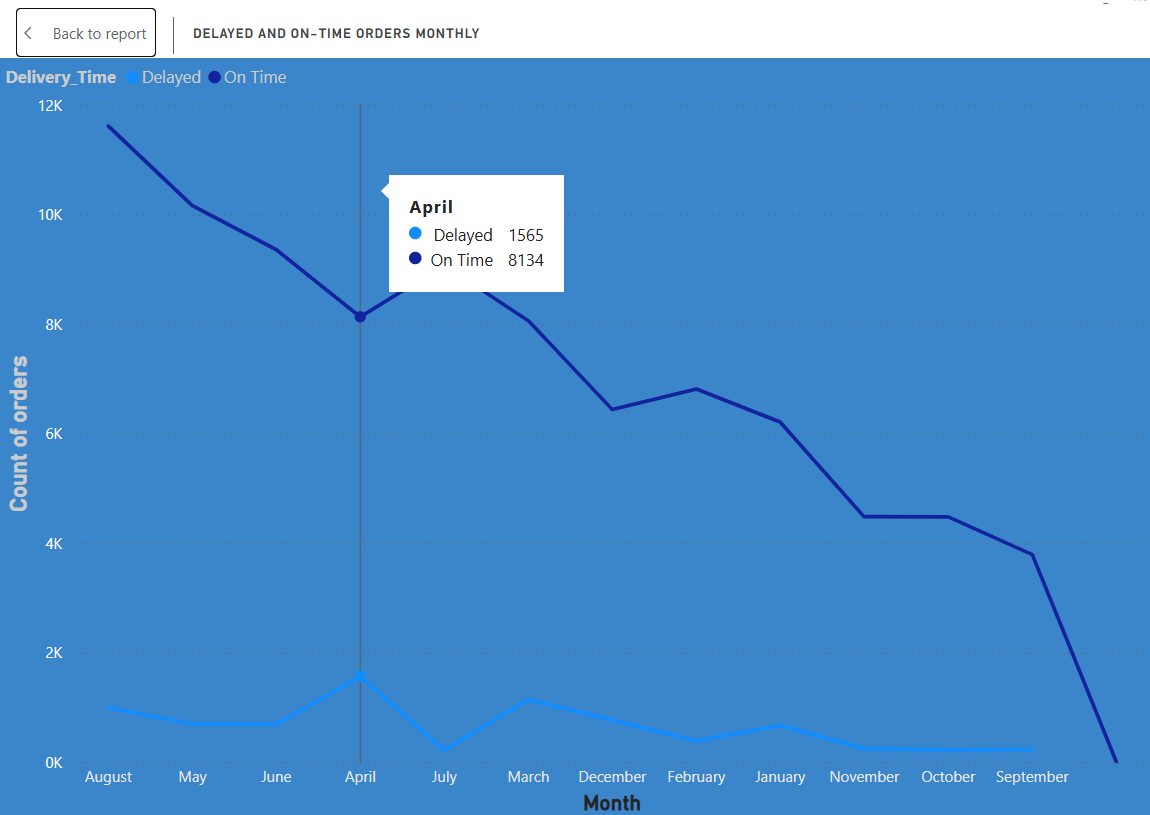 Back to report
DELAYED AND ON-TIME ORDERS MONTHLY
Delivery_Time Delayed On Time
12K
10K
8K
6K
4K
2K
0K
Count of orders
April
Delayed 1565
On Time 8134
August May June April July March December February January November October September
Month